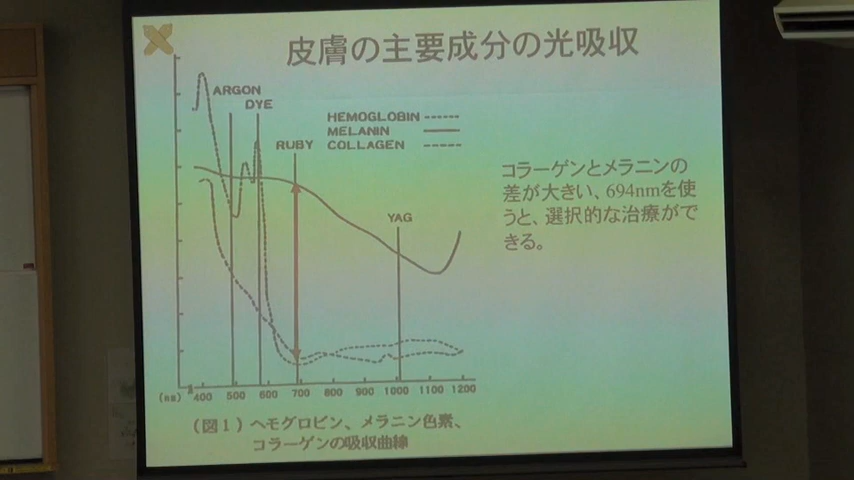 皮膚の主要成分の光吸収
ARGON
DYE
HEMOGLOBIN
MELANIN
RUBY
COLLAGEN
YAG
コラーゲンとメラニンの
差が大きい、694nmを使
うと、選択的な治療がで
きる。
(nm) 400 500 600 700 800 900 1000 1100 1200
(図1) ヘモグロビン、メラニン色素、
コラーゲンの吸収曲線